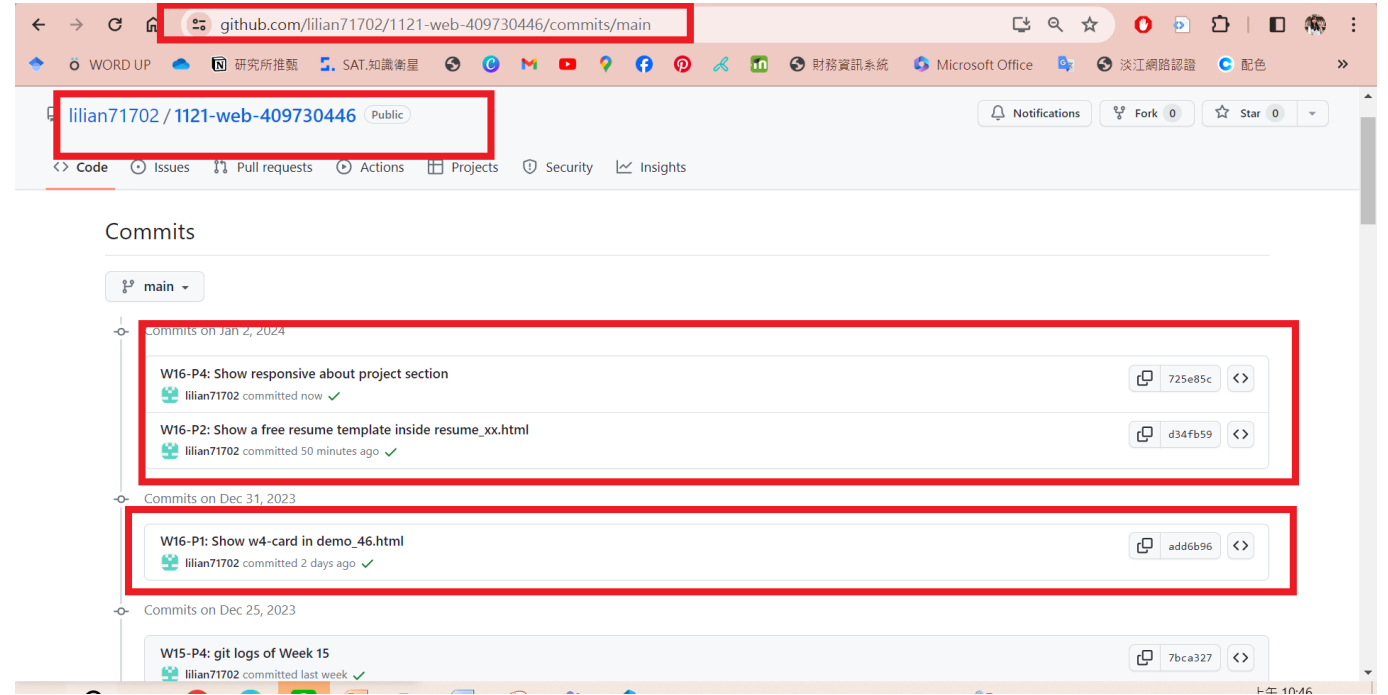 github.com/lilian71702/1121-web-409730446/commits/main
WORD UP 研究所推甄 SAT.知識衛星 財務資訊系統 Microsoft Office 淡江網路認證 配色 »
lilian71702 / 1121-web-409730446 Public Notifications Fork 0 Star 0
Code Issues Pull requests Actions Projects Security Insights
Commits
main
Commits on Jan 2, 2024
W16-P4: Show responsive about project section 725e85c
lilian71702 committed now
W16-P2: Show a free resume template inside resume_xx.html d34fb59
lilian71702 committed 50 minutes ago
Commits on Dec 31, 2023
W16-P1: Show w4-card in demo_46.html add6b96
lilian71702 committed 2 days ago
Commits on Dec 25, 2023
W15-P4: git logs of Week 15 7bca327
lilian71702 committed last week
上午 10:46